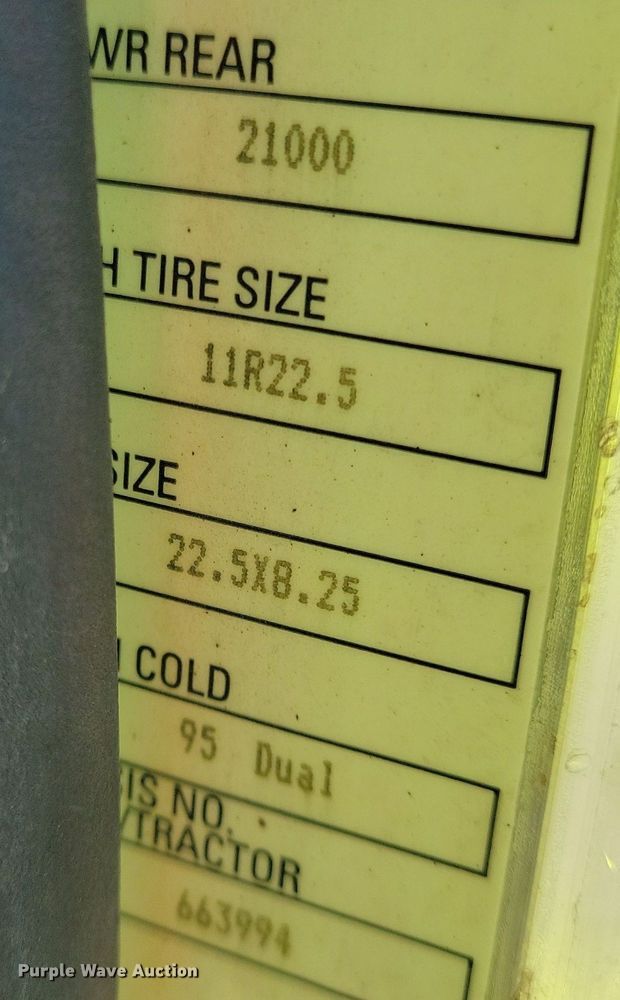 WR REAR
21000
H TIRE SIZE
11R22.5
SIZE
22.5X8.25
COLD
95 Dual
SIS NO.
/TRACTOR
663994
Purple Wave Auction